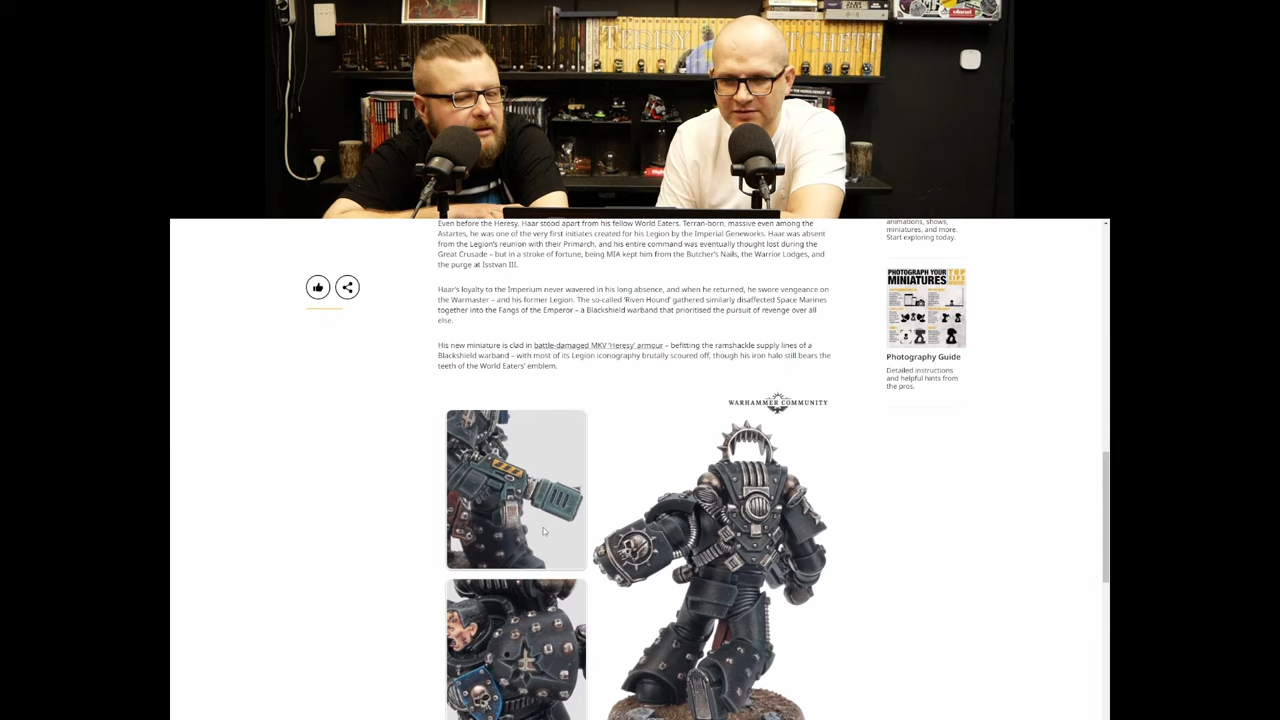 TERRY PRATCHETT
Even before the Heresy, Haar stood apart from his fellow World Eaters. Terran-born, massive even among the
Astartes, he was one of the very first initiates created for his Legion by the Imperial Geneworks. Haar was absent
from the Legion's reunion with their Primarch, and his entire command was eventually thought lost during the
Great Crusade – but in a stroke of fortune, being MIA kept him from the Butcher's Nails, the Warrior Lodges, and
the purge at Isstvan III.
Haar's loyalty to the Imperium never wavered in his long absence, and when he returned, he swore vengeance on
the Warmaster – and his former Legion. The so-called 'Riven Hound' gathered similarly disaffected Space Marines
together into the Fangs of the Emperor – a Blackshield warband that prioritised the pursuit of revenge over all
else.
His new miniature is clad in battle-damaged MKV 'Heresy' armour – befitting the ramshackle supply lines of a
Blackshield warband – with most of its Legion iconography brutally scoured off, though his iron halo still bears the
teeth of the World Eaters' emblem.
WARHAMMER COMMUNITY
animations, shows,
miniatures, and more.
Start exploring today.
PHOTOGRAPH YOUR
MINIATURES
TOP
TIPS
Photography Guide
Detailed instructions
and helpful hints from
the pros.